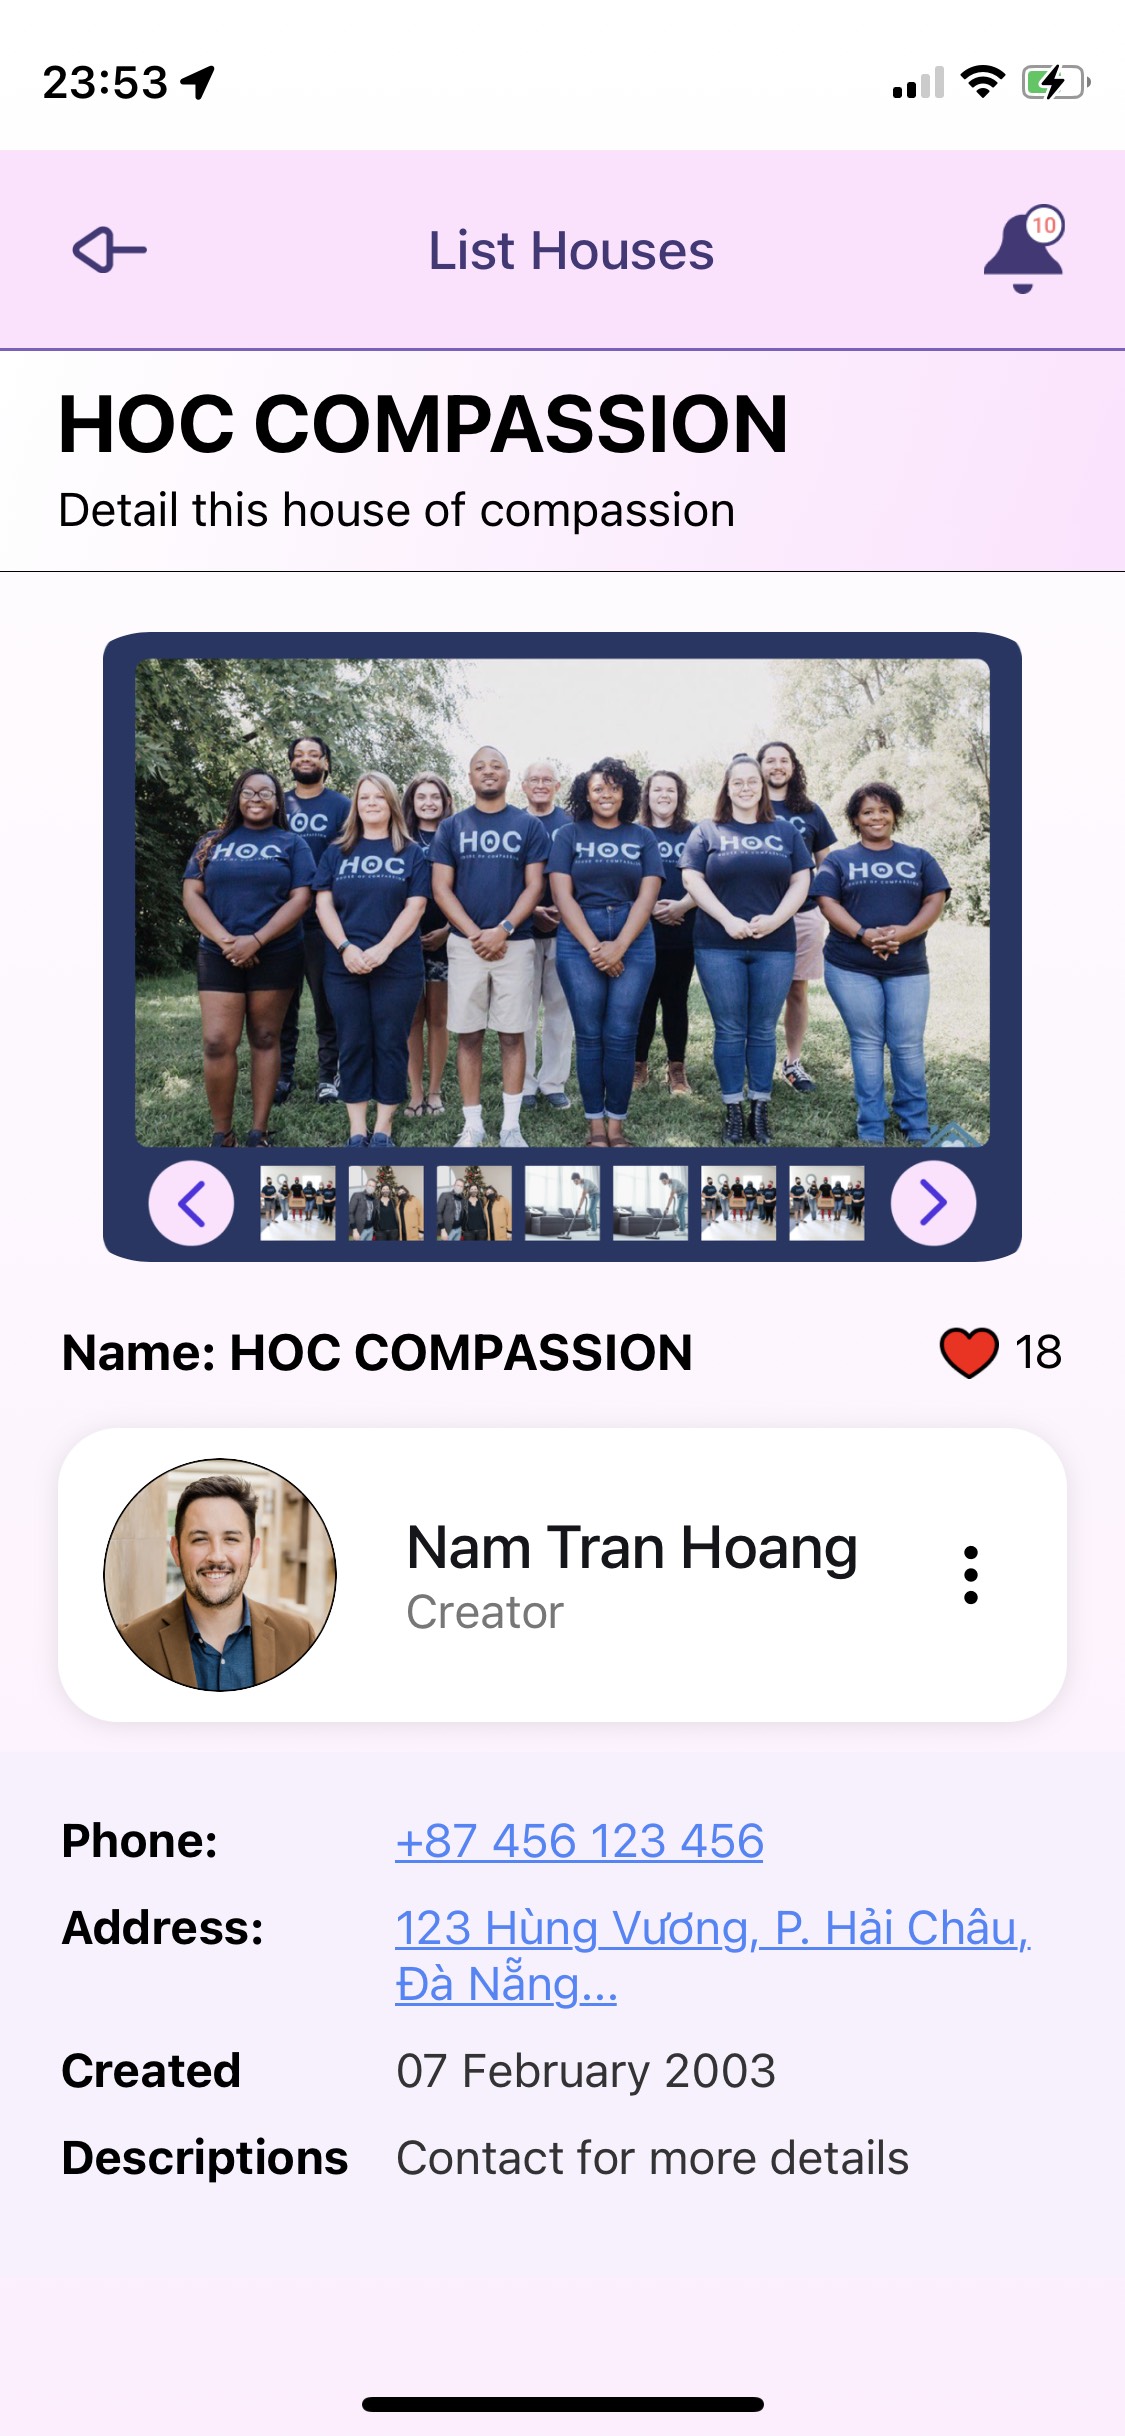 23:53
List Houses
10
HOC COMPASSION
Detail this house of compassion
HOC
HOC
HOC
HOC
HOC
HOC
Name: HOC COMPASSION
18
Nam Tran Hoang
Creator
Phone: +87 456 123 456
Address: 123 Hùng Vương, P. Hải Châu,
Đà Nẵng...
Created 07 February 2003
Descriptions Contact for more details